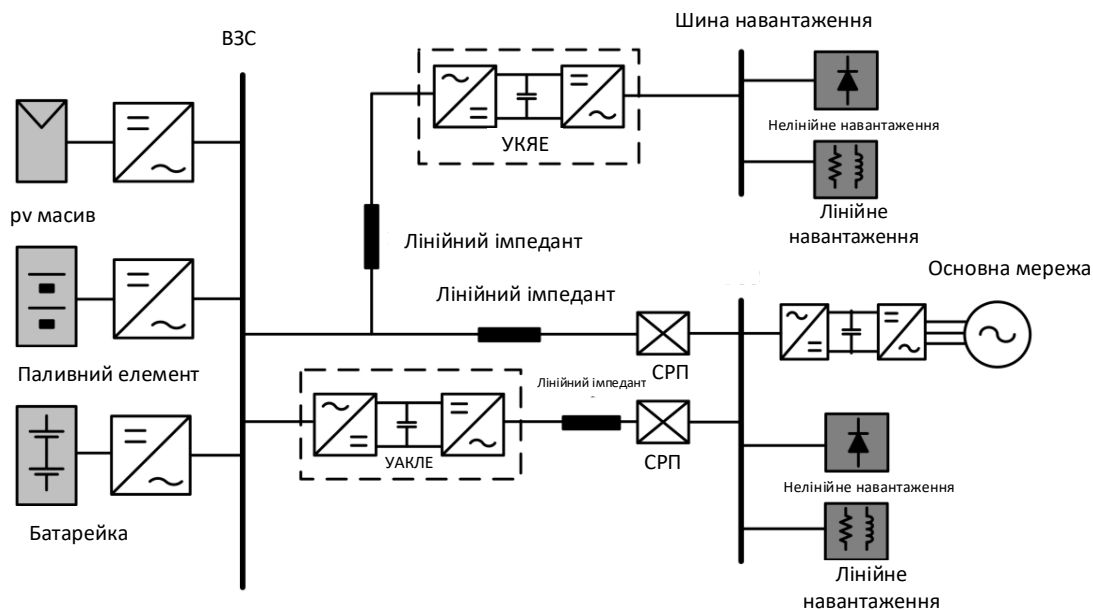 Шина навантаження
ВЗС
Нелінійне навантаження
УКЯЕ
pv масив
Лінійне
навантаження
Лінійний імпедант
Основна мережа
Лінійний імпедант
Паливний елемент
СРП
Лінійний імпедант
УАКЛЕ
СРП
Нелінійне навантаження
Батарейка
Лінійне
навантаження